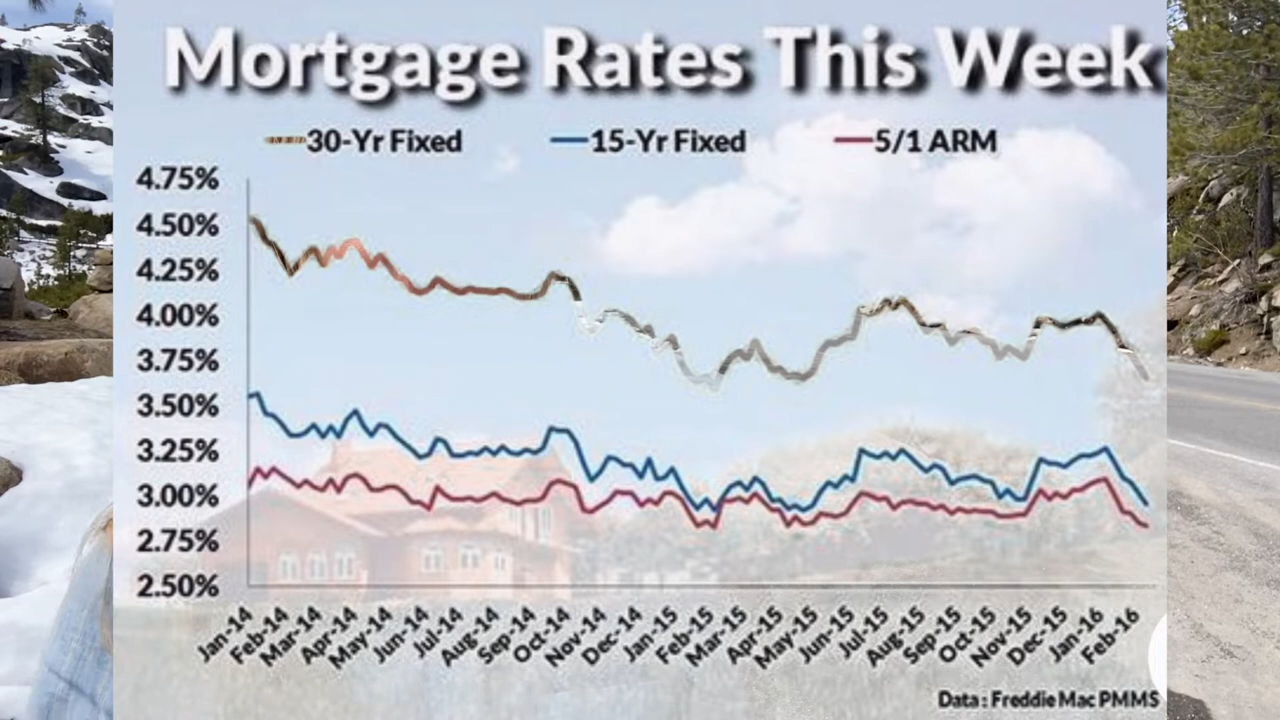 Mortgage Rates This Week
30-Yr Fixed 15-Yr Fixed 5/1 ARM
4.75%
4.50%
4.25%
4.00%
3.75%
3.50%
3.25%
3.00%
2.75%
2.50%
Jan-14 Feb-14 Mar-14 Apr-14 May-14 Jun-14 Jul-14 Aug-14 Sep-14 Oct-14 Nov-14 Dec-14 Jan-15 Feb-15 Mar-15 Apr-15 May-15 Jun-15 Jul-15 Aug-15 Sep-15 Oct-15 Nov-15 Dec-15 Jan-16 Feb-16
Data : Freddie Mac PMMS